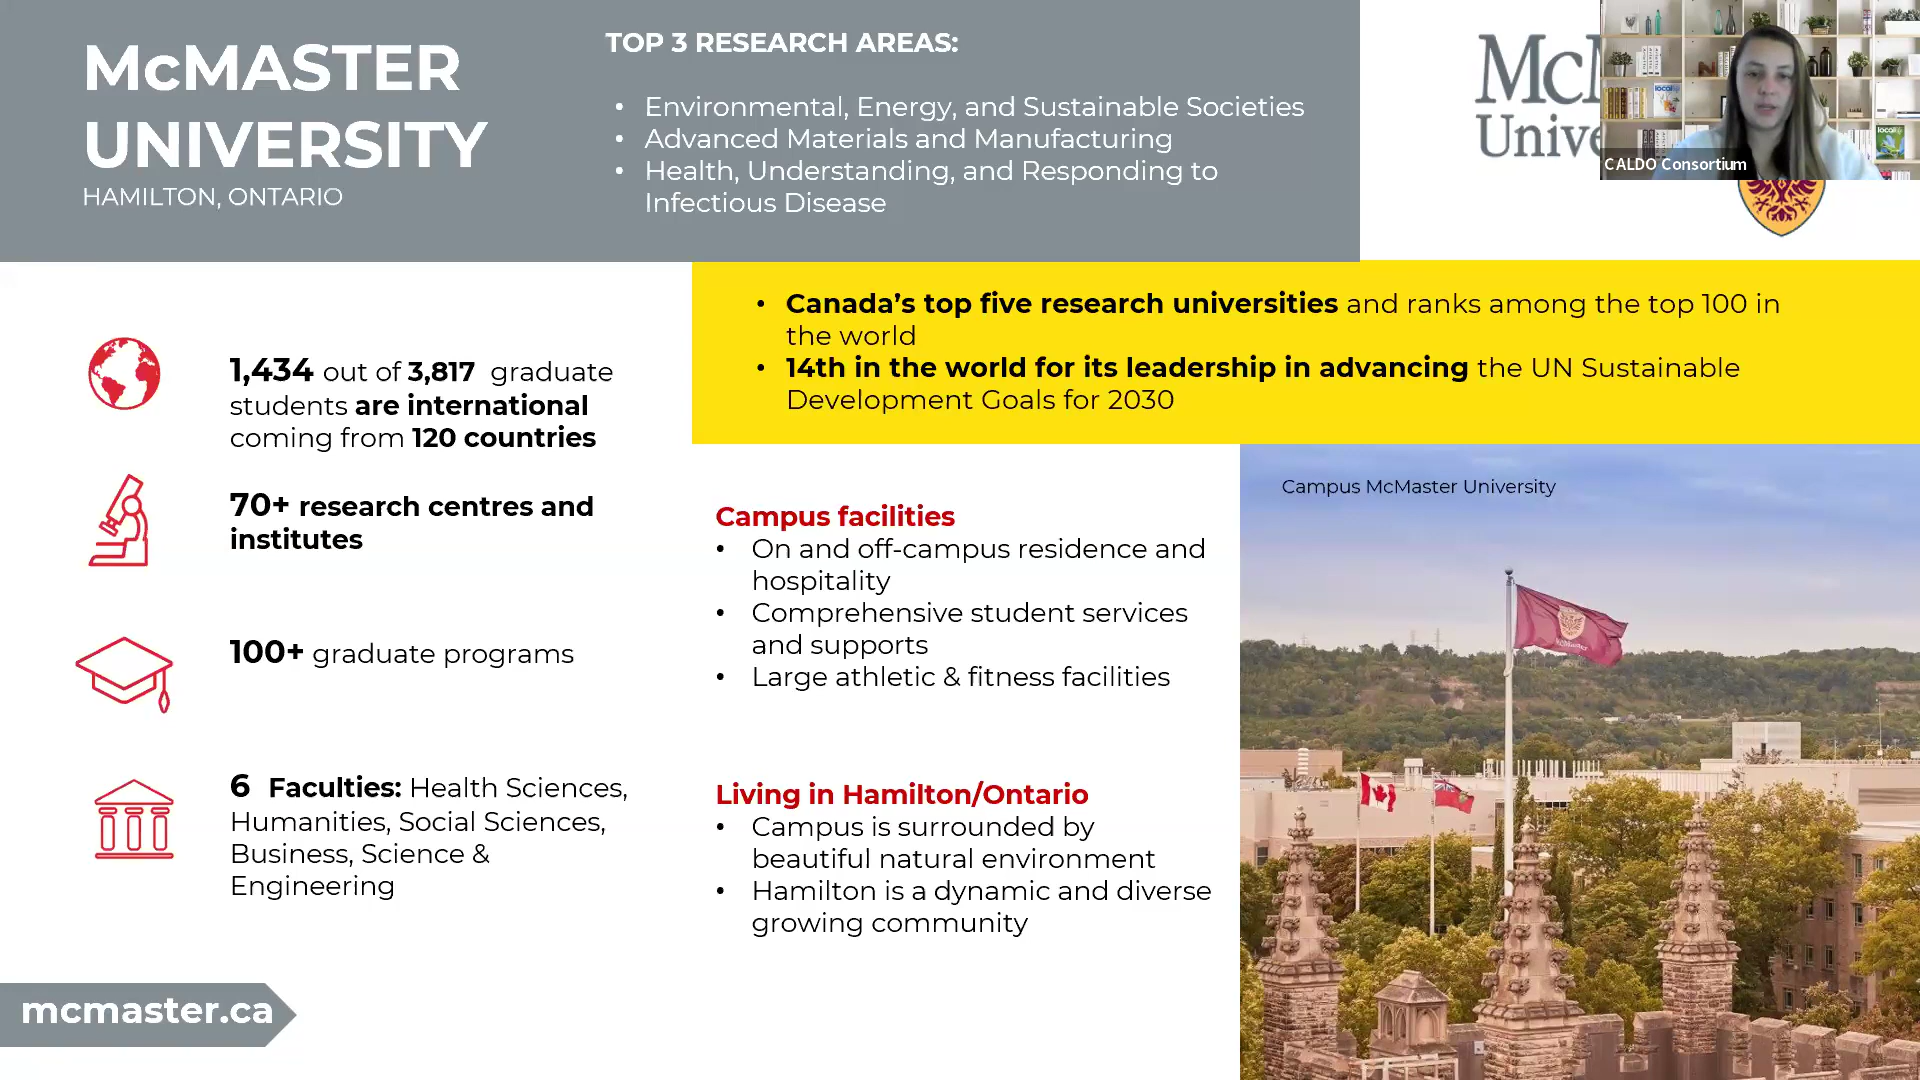 McMASTER
UNIVERSITY
HAMILTON, ONTARIO
TOP 3 RESEARCH AREAS:
• Environmental, Energy, and Sustainable Societies
• Advanced Materials and Manufacturing
• Health, Understanding, and Responding to
Infectious Disease
McM
Unive
CALDO Consortium
• Canada’s top five research universities and ranks among the top 100 in
the world
• 14th in the world for its leadership in advancing the UN Sustainable
Development Goals for 2030
1,434 out of 3,817 graduate
students are international
coming from 120 countries
70+ research centres and
institutes
100+ graduate programs
6 Faculties: Health Sciences,
Humanities, Social Sciences,
Business, Science &
Engineering
Campus facilities
• On and off-campus residence and
hospitality
• Comprehensive student services
and supports
• Large athletic & fitness facilities
Living in Hamilton/Ontario
• Campus is surrounded by
beautiful natural environment
• Hamilton is a dynamic and diverse
growing community
Campus McMaster University
McMaster
mcmaster.ca